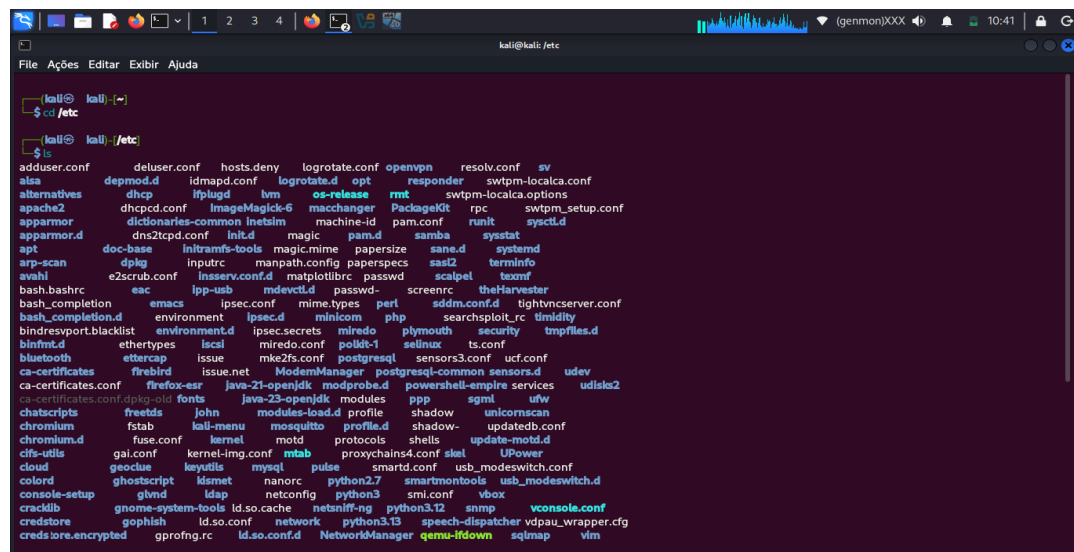 1 2 3 4 (genmon)XXX 10:41
kali@kali: /etc
File Ações Editar Exibir Ajuda
(kali㉿ kali)-[~]
$ cd /etc
(kali㉿ kali)-[/etc]
$ ls
adduser.conf deluser.conf hosts.deny logrotate.conf openvpn resolv.conf sv
alsa depmod.d idmapd.conf logrotate.d opt responder swtpm-localca.conf
alternatives dhcp ifplugd lvm os-release rmt swtpm-localca.options
apache2 dhcpcd.conf ImageMagick-6 macchanger PackageKit rpc swtpm_setup.conf
apparmor dictionaries-common inetsim machine-id pam.conf runit sysctl.d
apparmor.d dns2tcpd.conf init.d magic pam.d samba sysstat
apt doc-base initramfs-tools magic.mime papersize sane.d systemd
arp-scan dpkg inputrc manpath.config paperspecs sasl2 terminfo
avahi e2scrub.conf insserv.conf.d matplotlibrc passwd scalpel texmf
bash.bashrc eac ipp-usb mdevctl.d passwd- screenrc theHarvester
bash_completion emacs ipsec.conf mime.types perl sddm.conf.d tightvncserver.conf
bash_completion.d environment ipsec.d minicom php searchsploit_rc timidity
bindresvport.blacklist environment.d ipsec.secrets miredo plymouth security tmpfiles.d
binfmt.d ethertypes iscsi miredo.conf polkit-1 selinux ts.conf
bluetooth ettercap issue mke2fs.conf postgresql sensors3.conf ucf.conf
ca-certificates firebird issue.net ModemManager postgresql-common sensors.d udev
ca-certificates.conf firefox-esr java-21-openjdk modprobe.d powershell-empire services udisks2
ca-certificates.conf.dpkg-old fonts java-23-openjdk modules ppp sgml ufw
chatscripts freetds john modules-load.d profile shadow unicornscan
chromium fstab kali-menu mosquitto profile.d shadow- updatedb.conf
chromium.d fuse.conf kernel motd protocols shells update-motd.d
cifs-utils gai.conf kernel-img.conf mtab proxychains4.conf skel UPower
cloud geoclue keyutils mysql pulse smartd.conf usb_modeswitch.conf
colord ghostscript kismet nanorc python2.7 smartmontools usb_modeswitch.d
console-setup glvnd ldap netconfig python3 smi.conf vbox
cracklib gnome-system-tools ld.so.cache netsniff-ng python3.12 snmp vconsole.conf
credstore gophish ld.so.conf network python3.13 speech-dispatcher vdpau_wrapper.cfg
credstore.encrypted gprofng.rc ld.so.conf.d NetworkManager qemu-ifdown sqlmap vim